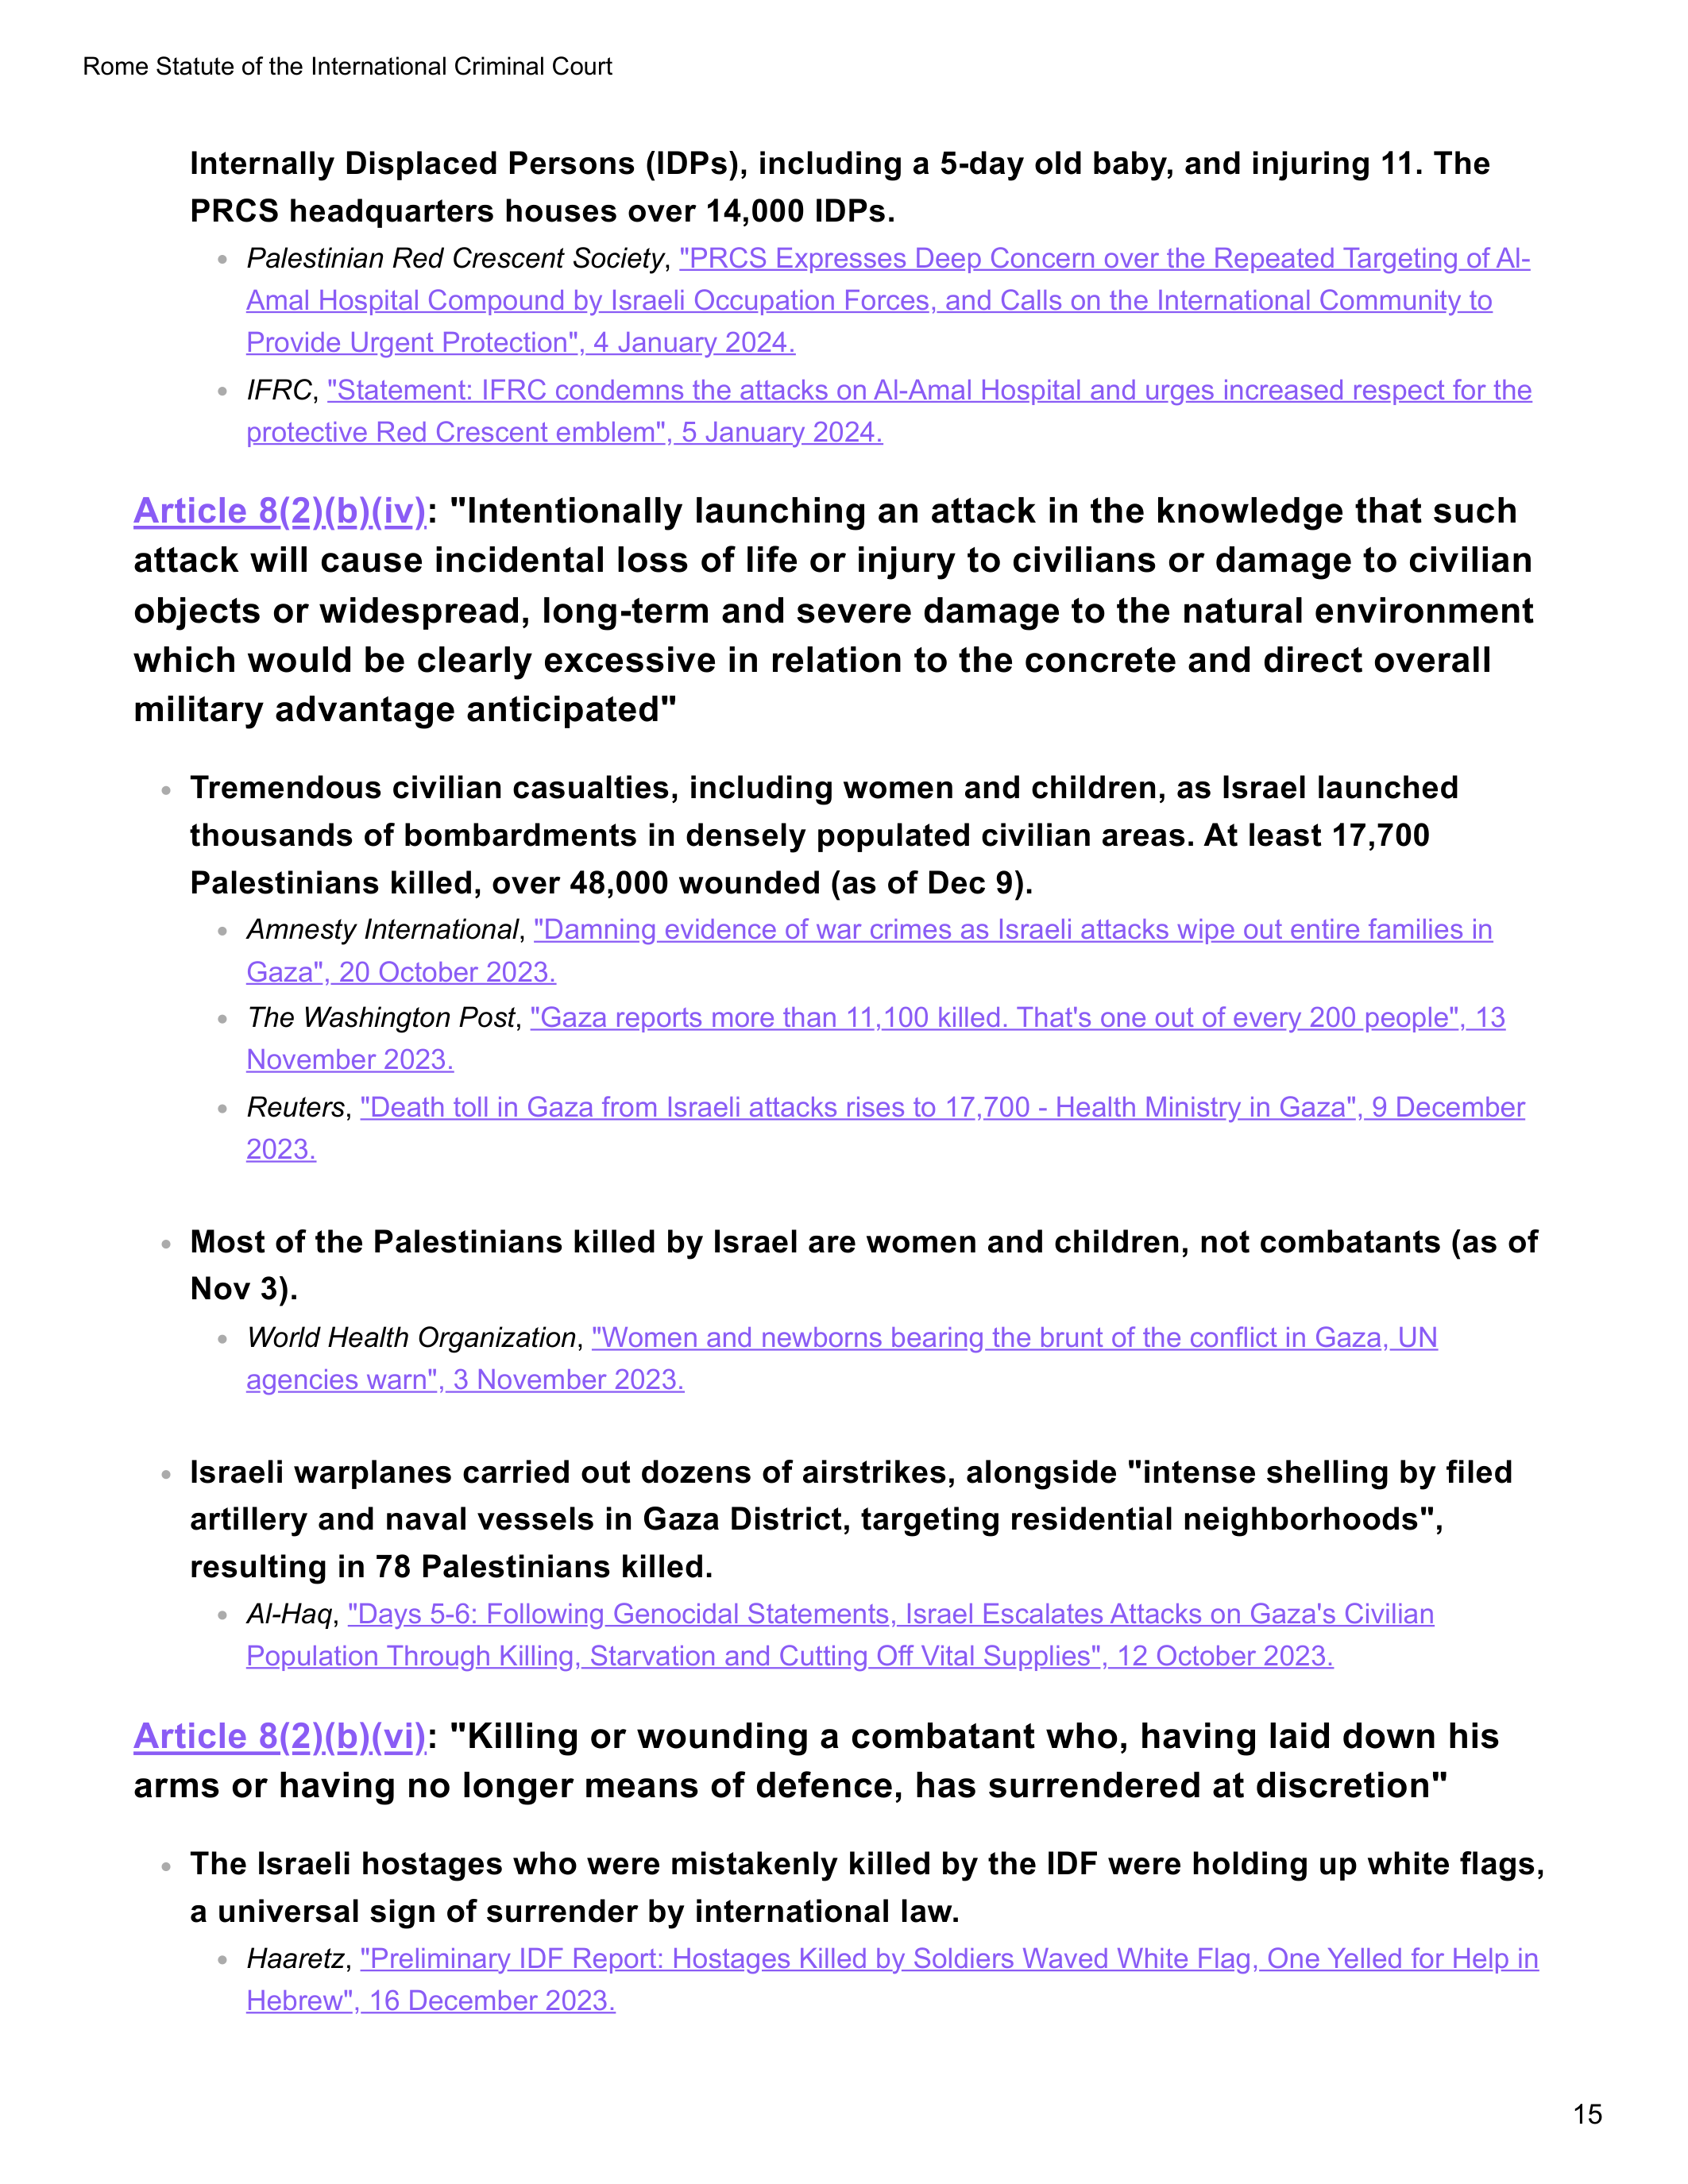 Rome Statute of the International Criminal Court
Internally Displaced Persons (IDPs), including a 5-day old baby, and injuring 11. The
PRCS headquarters houses over 14,000 IDPs.
• Palestinian Red Crescent Society, "PRCS Expresses Deep Concern over the Repeated Targeting of Al-
Amal Hospital Compound by Israeli Occupation Forces, and Calls on the International Community to
Provide Urgent Protection", 4 January 2024.
• IFRC, "Statement: IFRC condemns the attacks on Al-Amal Hospital and urges increased respect for the
protective Red Crescent emblem", 5 January 2024.
Article 8(2)(b)(iv): "Intentionally launching an attack in the knowledge that such
attack will cause incidental loss of life or injury to civilians or damage to civilian
objects or widespread, long-term and severe damage to the natural environment
which would be clearly excessive in relation to the concrete and direct overall
military advantage anticipated"
• Tremendous civilian casualties, including women and children, as Israel launched
thousands of bombardments in densely populated civilian areas. At least 17,700
Palestinians killed, over 48,000 wounded (as of Dec 9).
• Amnesty International, "Damning evidence of war crimes as Israeli attacks wipe out entire families in
Gaza", 20 October 2023.
• The Washington Post, "Gaza reports more than 11,100 killed. That's one out of every 200 people", 13
November 2023.
• Reuters, "Death toll in Gaza from Israeli attacks rises to 17,700 - Health Ministry in Gaza", 9 December
2023.
• Most of the Palestinians killed by Israel are women and children, not combatants (as of
Nov 3).
• World Health Organization, "Women and newborns bearing the brunt of the conflict in Gaza, UN
agencies warn", 3 November 2023.
• Israeli warplanes carried out dozens of airstrikes, alongside "intense shelling by filed
artillery and naval vessels in Gaza District, targeting residential neighborhoods",
resulting in 78 Palestinians killed.
• Al-Haq, "Days 5-6: Following Genocidal Statements, Israel Escalates Attacks on Gaza's Civilian
Population Through Killing, Starvation and Cutting Off Vital Supplies", 12 October 2023.
Article 8(2)(b)(vi): "Killing or wounding a combatant who, having laid down his
arms or having no longer means of defence, has surrendered at discretion"
• The Israeli hostages who were mistakenly killed by the IDF were holding up white flags,
a universal sign of surrender by international law.
• Haaretz, "Preliminary IDF Report: Hostages Killed by Soldiers Waved White Flag, One Yelled for Help in
Hebrew", 16 December 2023.
15